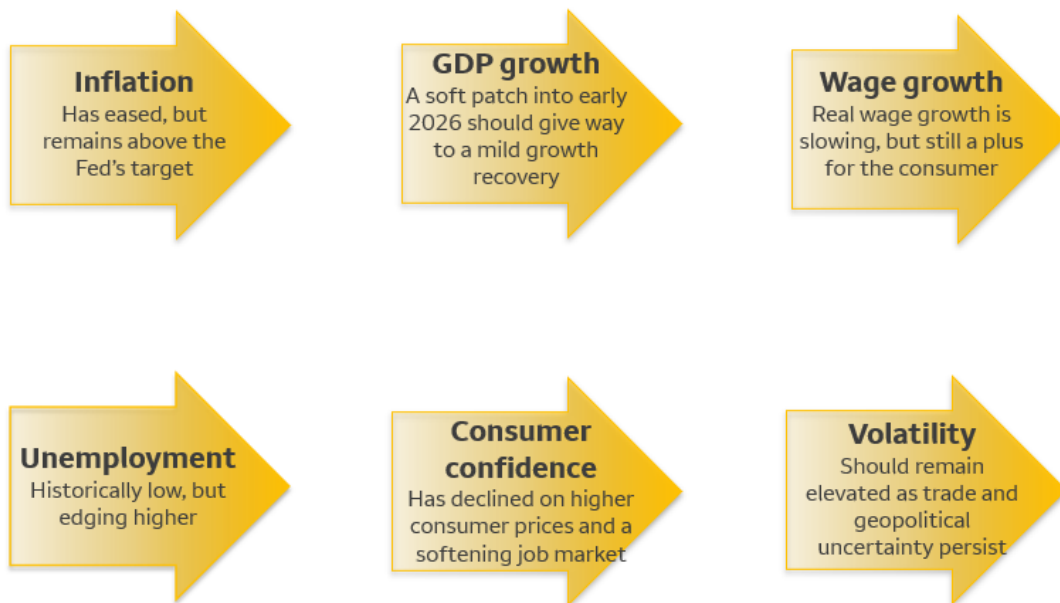 Inflation
Has eased, but
remains above the
Fed's target
GDP growth
A soft patch into early
2026 should give way
to a mild growth
recovery
Wage growth
Real wage growth is
slowing, but still a plus
for the consumer
Unemployment
Historically low, but
edging higher
Consumer
confidence
Has declined on higher
consumer prices and a
softening job market
Volatility
Should remain
elevated as trade and
geopolitical
uncertainty persist